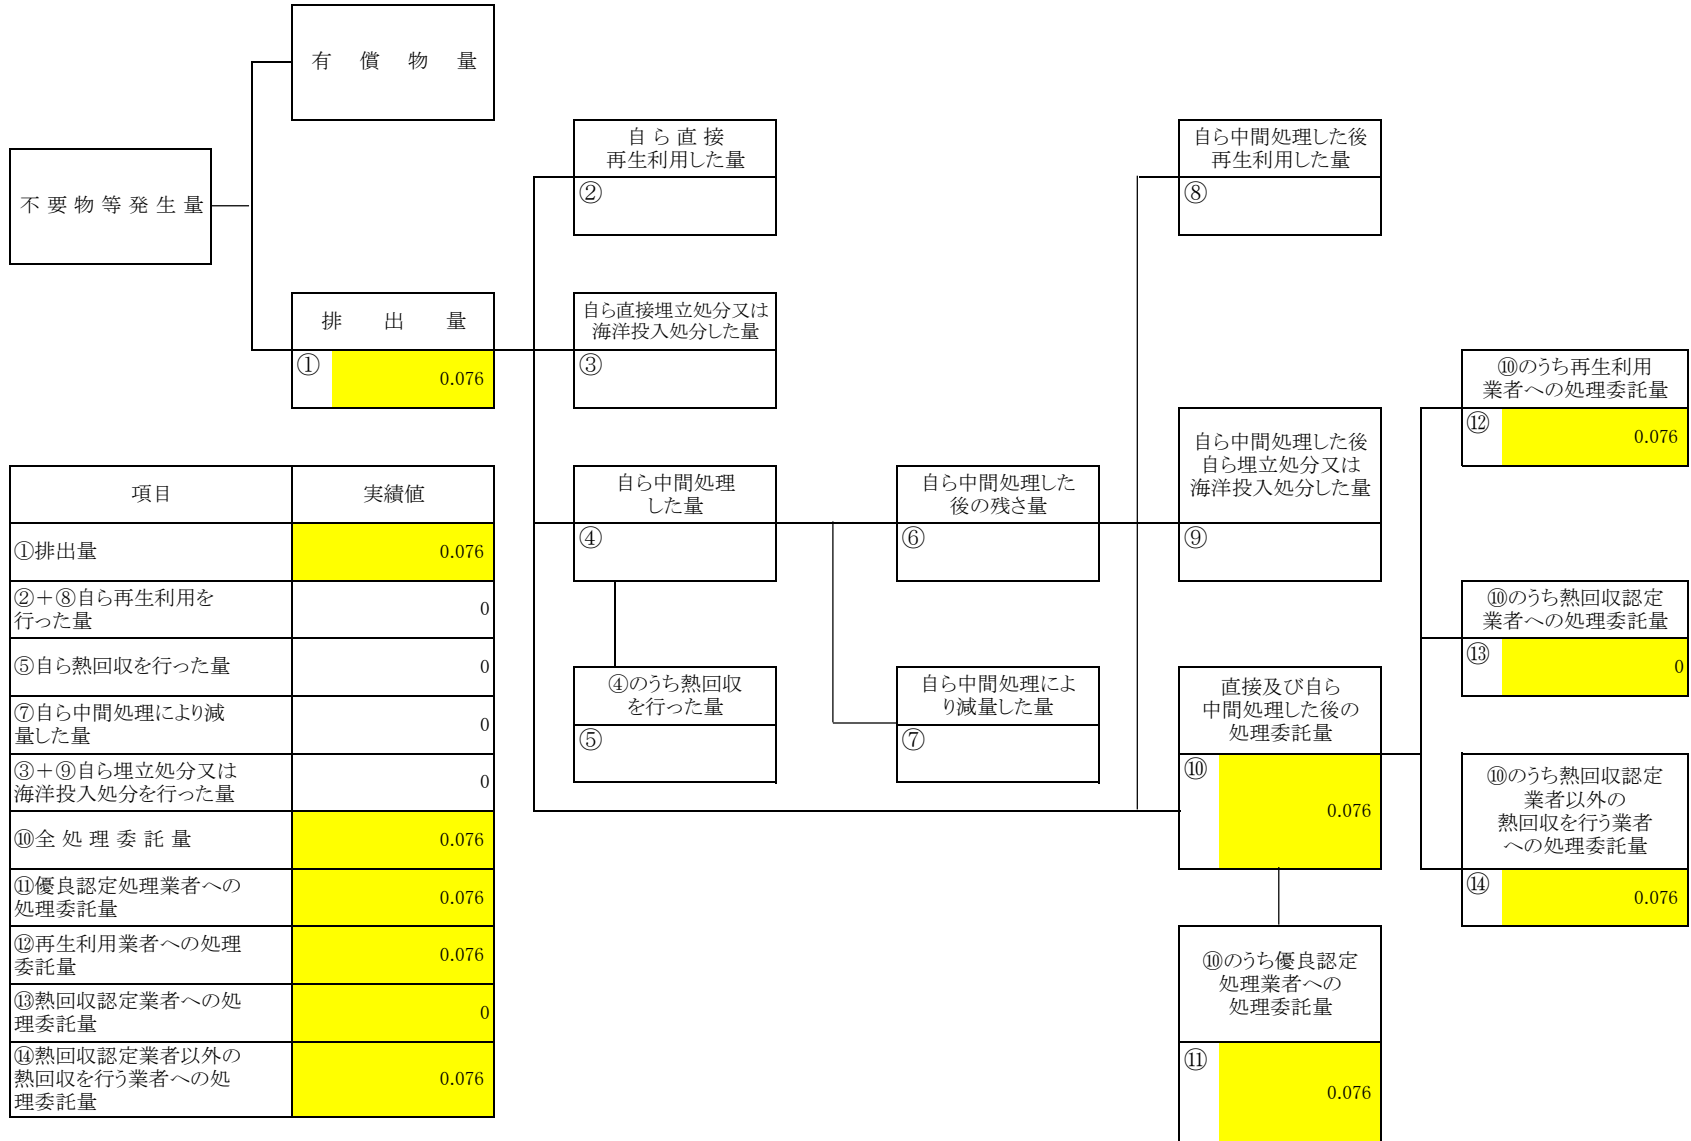 有償物量
不要物等発生量
排出量
①
0.076
自ら直接
再生利用した量
②
自ら直接埋立処分又は
海洋投入処分した量
③
自ら中間処理
した量
④
④のうち熱回収
を行った量
⑤
自ら中間処理した
後の残さ量
⑥
自ら中間処理によ
り減量した量
⑦
自ら中間処理した後
再生利用した量
⑧
自ら中間処理した後
自ら埋立処分又は
海洋投入処分した量
⑨
直接及び自ら
中間処理した後の
処理委託量
⑩
0.076
⑩のうち優良認定
処理業者への
処理委託量
⑪
0.076
⑩のうち再生利用
業者への処理委託量
⑫
0.076
⑩のうち熱回収認定
業者への処理委託量
⑬
0
⑩のうち熱回収認定
業者以外の
熱回収を行う業者
への処理委託量
⑭
0.076
項目 実績値
①排出量 0.076
②＋⑧自ら再生利用を
行った量 0
⑤自ら熱回収を行った量 0
⑦自ら中間処理により減
量した量 0
③＋⑨自ら埋立処分又は
海洋投入処分を行った量 0
⑩全処理委託量 0.076
⑪優良認定処理業者への
処理委託量 0.076
⑫再生利用業者への処理
委託量 0.076
⑬熱回収認定業者への処
理委託量 0
⑭熱回収認定業者以外の
熱回収を行う業者への処
理委託量 0.076